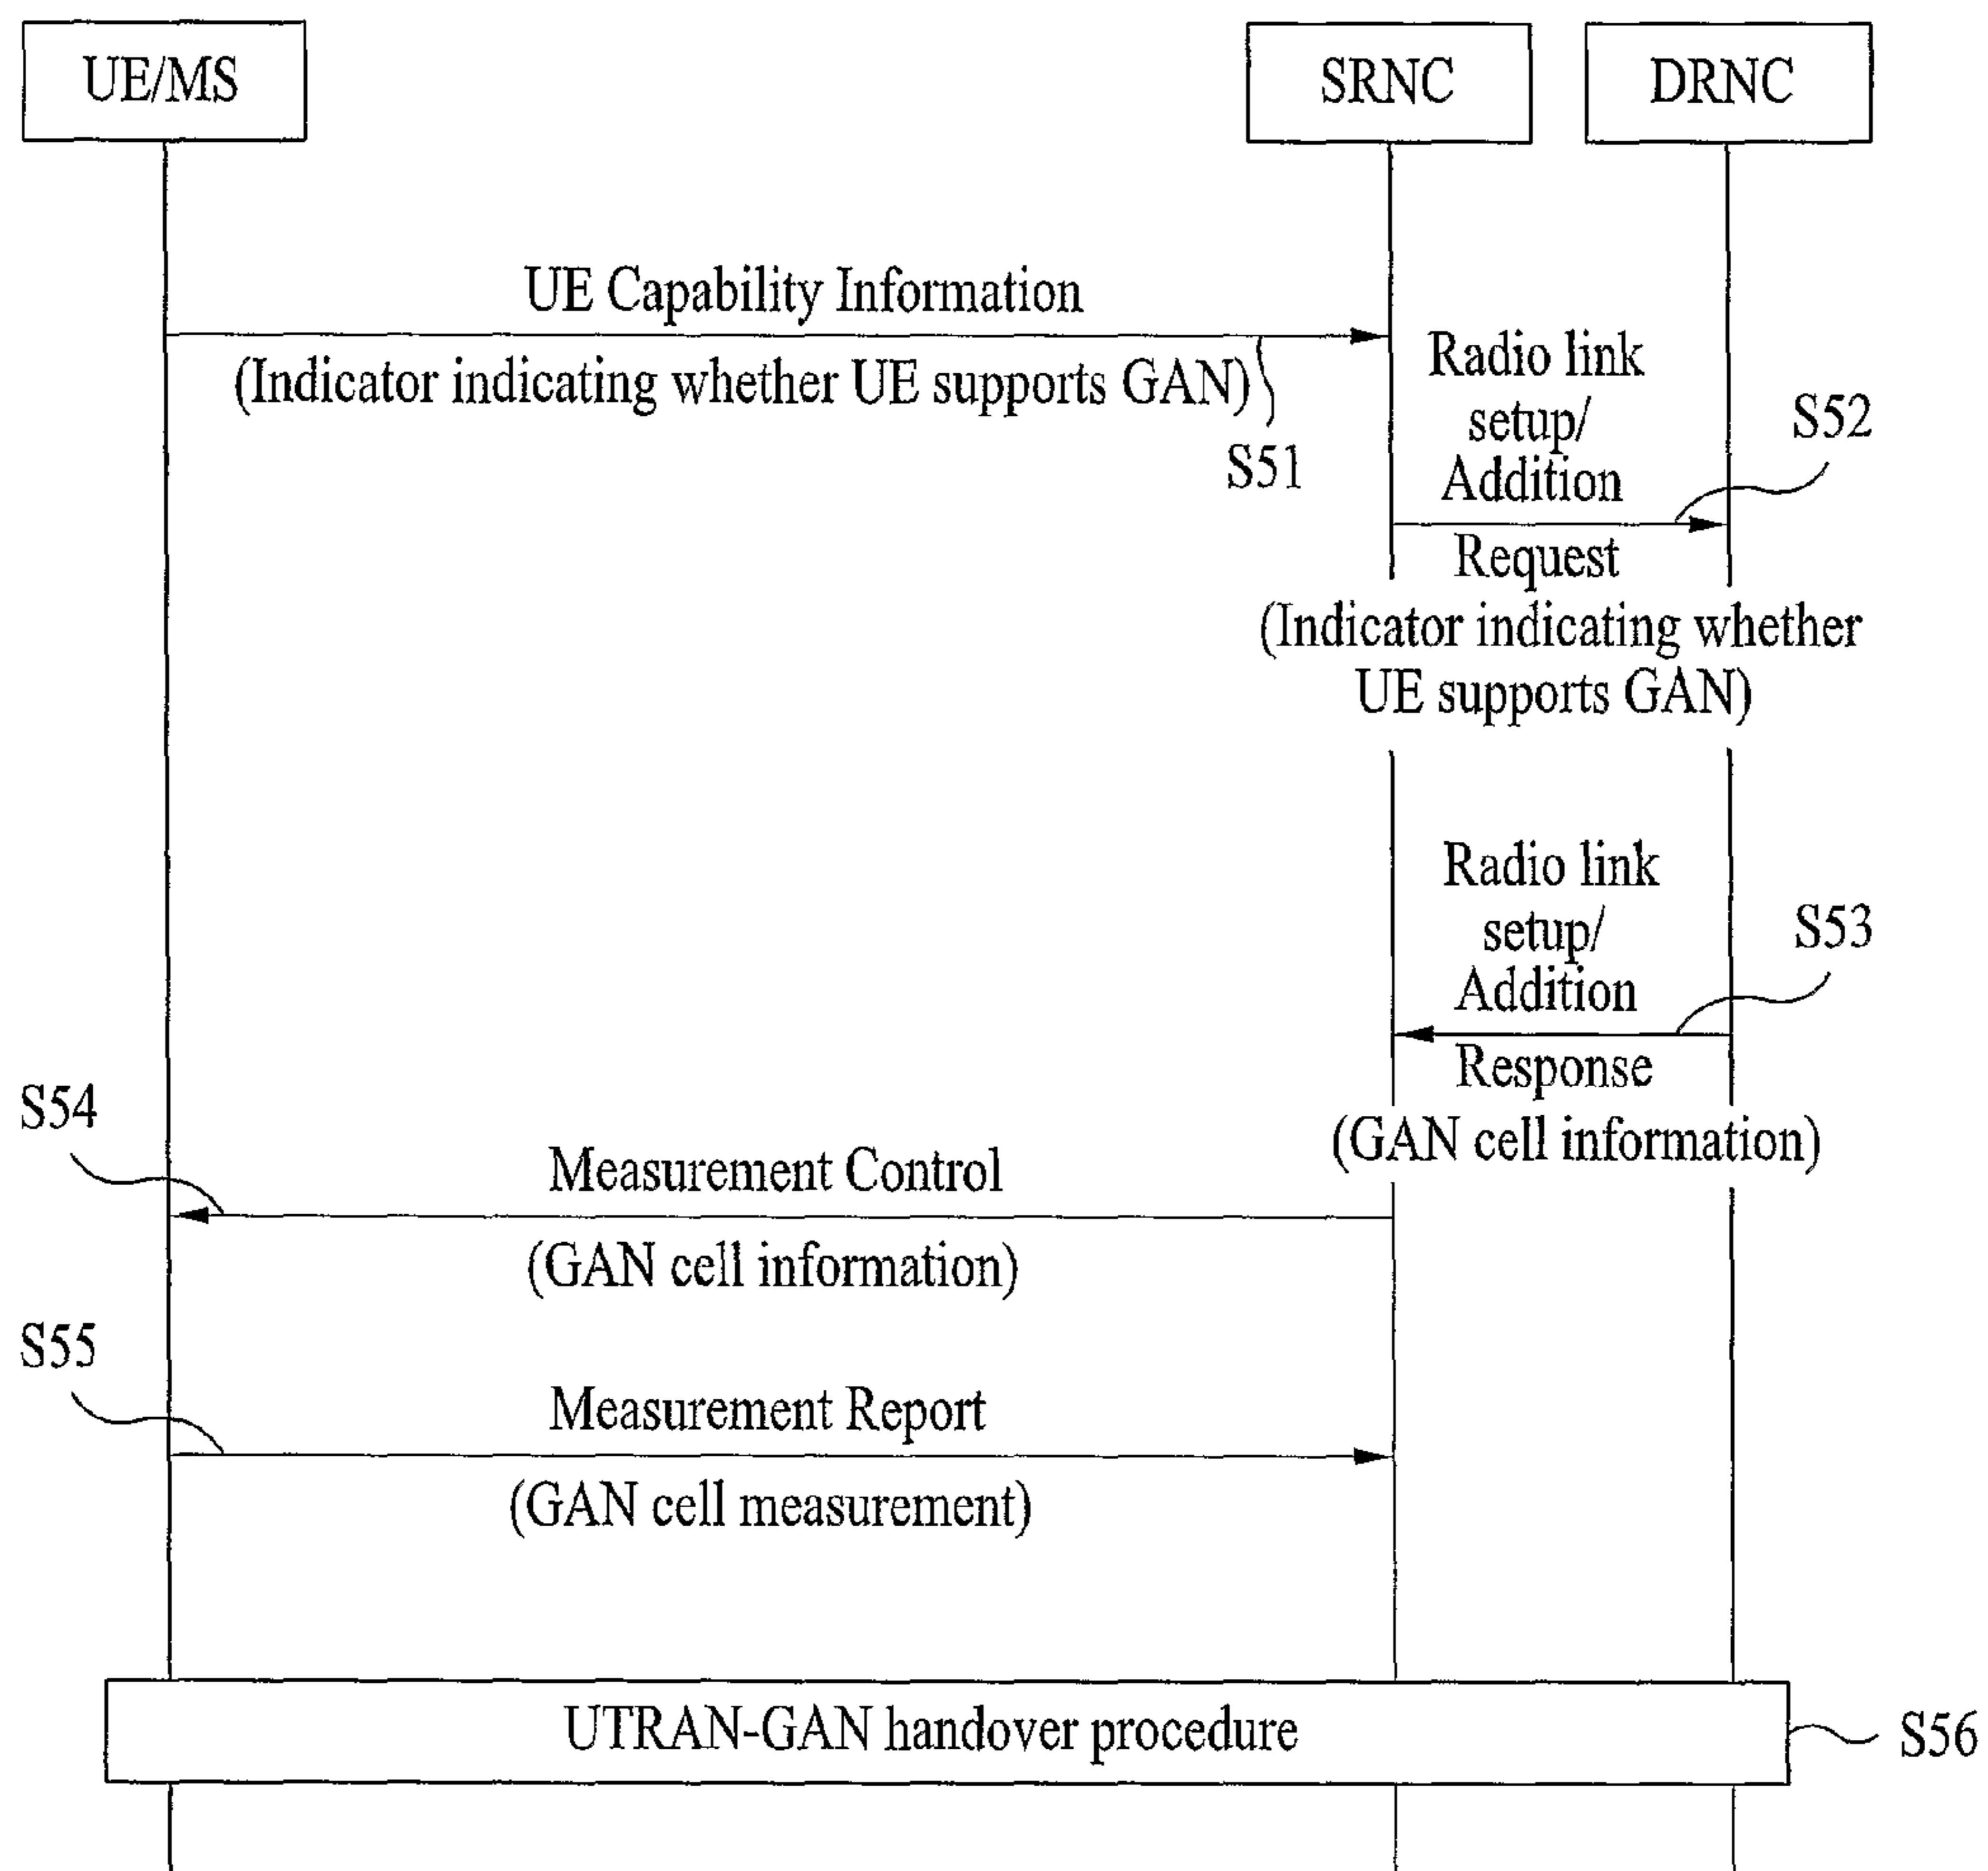 UE/MS
SRNC
DRNC
UE Capability Information
(Indicator indicating whether UE supports GAN)
S51
Radio link
setup/
Addition
S52
Request
(Indicator indicating whether
UE supports GAN)
Radio link
setup/
Addition
S53
Response
(GAN cell information)
S54
Measurement Control
(GAN cell information)
S55
Measurement Report
(GAN cell measurement)
UTRAN-GAN handover procedure
S56